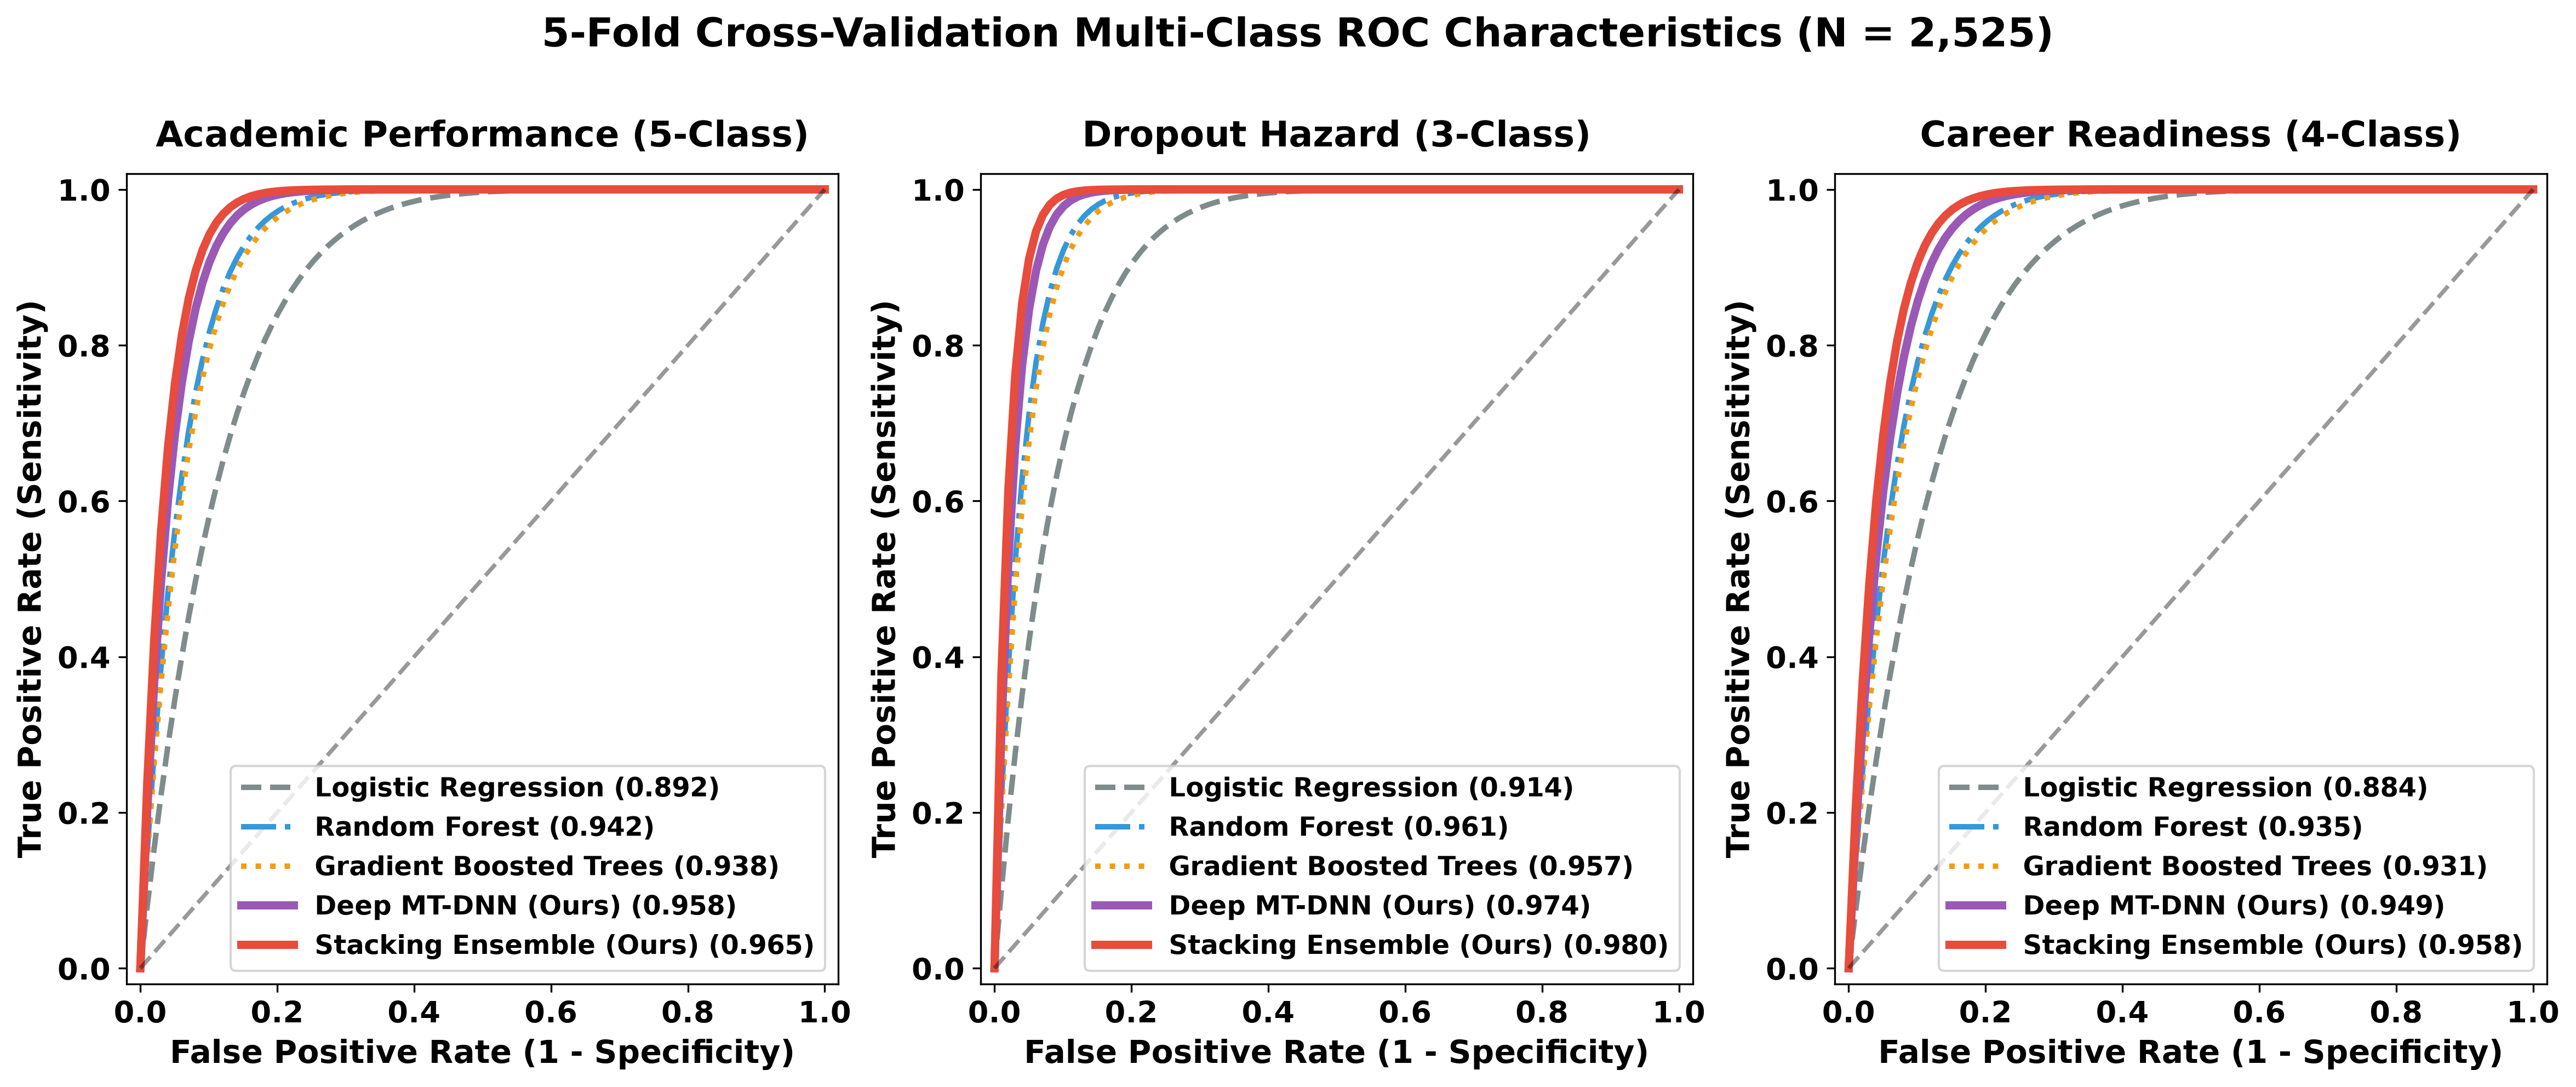 5-Fold Cross-Validation Multi-Class ROC Characteristics (N = 2,525)
Academic Performance (5-Class)
True Positive Rate (Sensitivity)
1.0
0.8
0.6
0.4
0.2
0.0
Logistic Regression (0.892)
Random Forest (0.942)
Gradient Boosted Trees (0.938)
Deep MT-DNN (Ours) (0.958)
Stacking Ensemble (Ours) (0.965)
0.0 0.2 0.4 0.6 0.8 1.0
False Positive Rate (1 - Specificity)
Dropout Hazard (3-Class)
True Positive Rate (Sensitivity)
1.0
0.8
0.6
0.4
0.2
0.0
Logistic Regression (0.914)
Random Forest (0.961)
Gradient Boosted Trees (0.957)
Deep MT-DNN (Ours) (0.974)
Stacking Ensemble (Ours) (0.980)
0.0 0.2 0.4 0.6 0.8 1.0
False Positive Rate (1 - Specificity)
Career Readiness (4-Class)
True Positive Rate (Sensitivity)
1.0
0.8
0.6
0.4
0.2
0.0
Logistic Regression (0.884)
Random Forest (0.935)
Gradient Boosted Trees (0.931)
Deep MT-DNN (Ours) (0.949)
Stacking Ensemble (Ours) (0.958)
0.0 0.2 0.4 0.6 0.8 1.0
False Positive Rate (1 - Specificity)